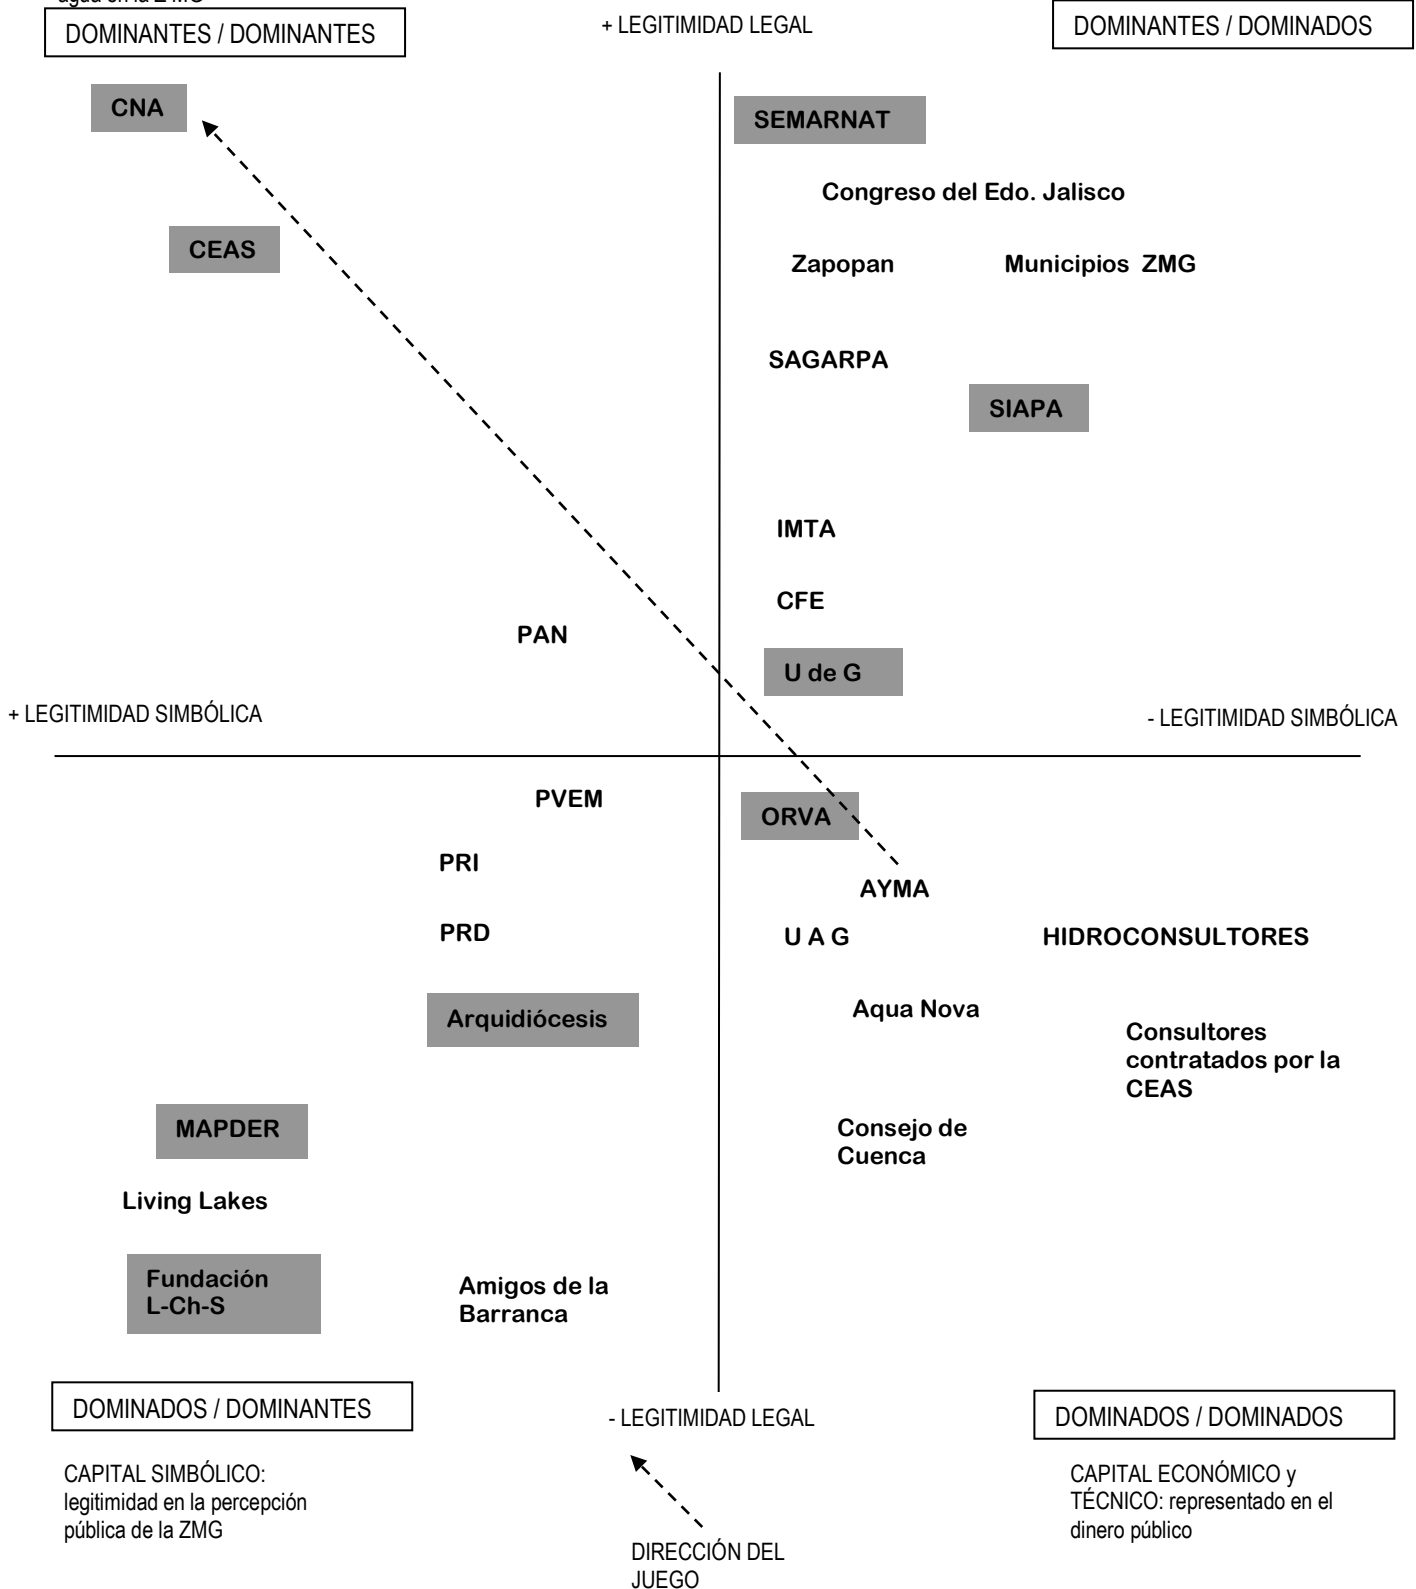 agua en la ZMG
DOMINANTES / DOMINANTES
+ LEGITIMIDAD LEGAL
DOMINANTES / DOMINADOS
CNA
SEMARNAT
Congreso del Edo. Jalisco
CEAS
Zapopan
Municipios ZMG
SAGARPA
SIAPA
IMTA
CFE
PAN
U de G
+ LEGITIMIDAD SIMBÓLICA
- LEGITIMIDAD SIMBÓLICA
PVEM
ORVA
PRI
AYMA
PRD
U A G
HIDROCONSULTORES
Arquidiócesis
Aqua Nova
Consultores
contratados por la
CEAS
MAPDER
Consejo de
Cuenca
Living Lakes
Fundación
L-Ch-S
Amigos de la
Barranca
DOMINADOS / DOMINANTES
- LEGITIMIDAD LEGAL
DOMINADOS / DOMINADOS
CAPITAL SIMBÓLICO:
legitimidad en la percepción
pública de la ZMG
CAPITAL ECONÓMICO y
TÉCNICO: representado en el
dinero público
DIRECCIÓN DEL
JUEGO